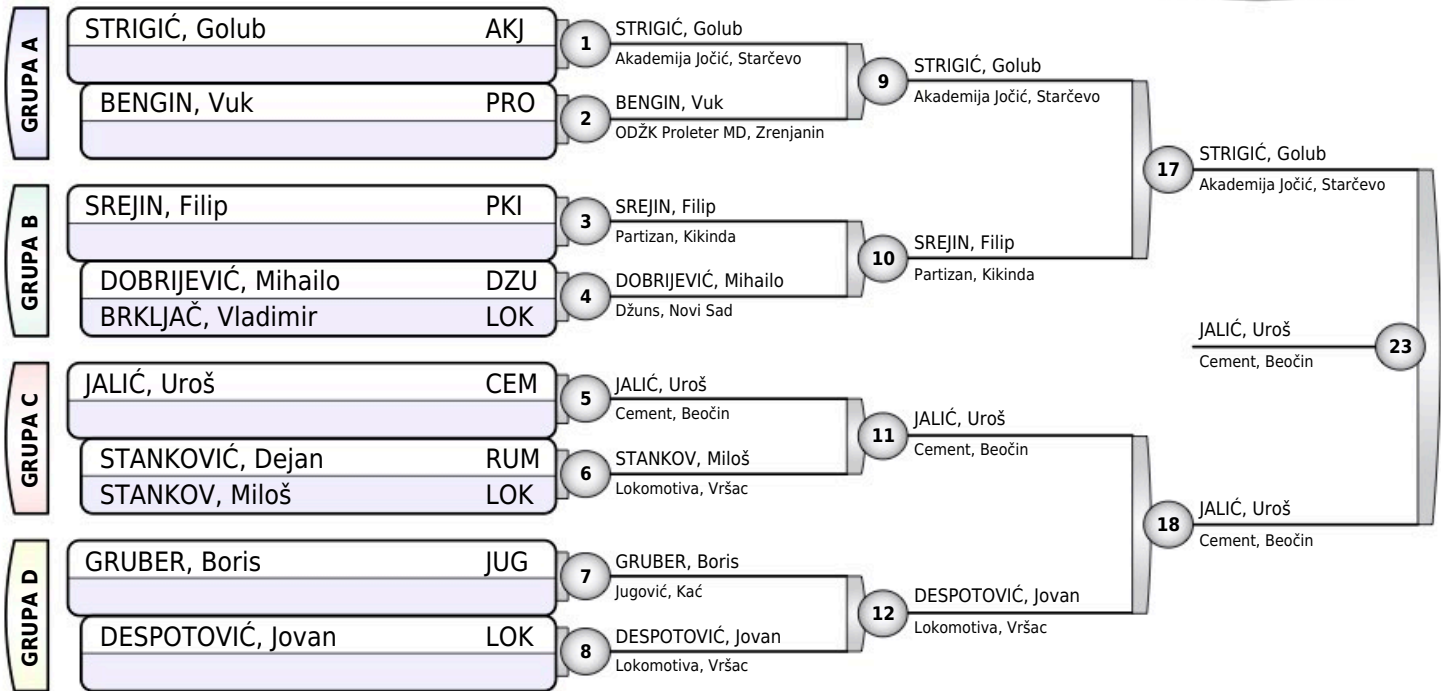 GRUPA A
STRIGIĆ, Golub AKJ
BENGIN, Vuk PRO
1
STRIGIĆ, Golub
Akademija Jočić, Starčevo
2
BENGIN, Vuk
ODŽK Proleter MD, Zrenjanin
9
STRIGIĆ, Golub
Akademija Jočić, Starčevo
GRUPA B
SREJIN, Filip PKI
DOBRIJEVIĆ, Mihailo DZU
BRKLJAČ, Vladimir LOK
3
SREJIN, Filip
Partizan, Kikinda
4
DOBRIJEVIĆ, Mihailo
Džuns, Novi Sad
10
SREJIN, Filip
Partizan, Kikinda
17
STRIGIĆ, Golub
Akademija Jočić, Starčevo
GRUPA C
JALIĆ, Uroš CEM
STANKOVIĆ, Dejan RUM
STANKOV, Miloš LOK
5
JALIĆ, Uroš
Cement, Beočin
6
STANKOV, Miloš
Lokomotiva, Vršac
11
JALIĆ, Uroš
Cement, Beočin
GRUPA D
GRUBER, Boris JUG
DESPOTOVIĆ, Jovan LOK
7
GRUBER, Boris
Jugović, Kać
8
DESPOTOVIĆ, Jovan
Lokomotiva, Vršac
12
DESPOTOVIĆ, Jovan
Lokomotiva, Vršac
18
JALIĆ, Uroš
Cement, Beočin
JALIĆ, Uroš
Cement, Beočin
23